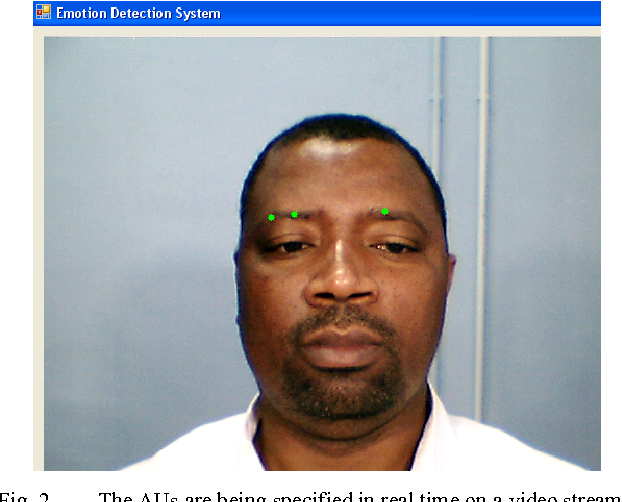 Emotion Detection System
Fig. 2. The AUs are being specified in real time on a video stream